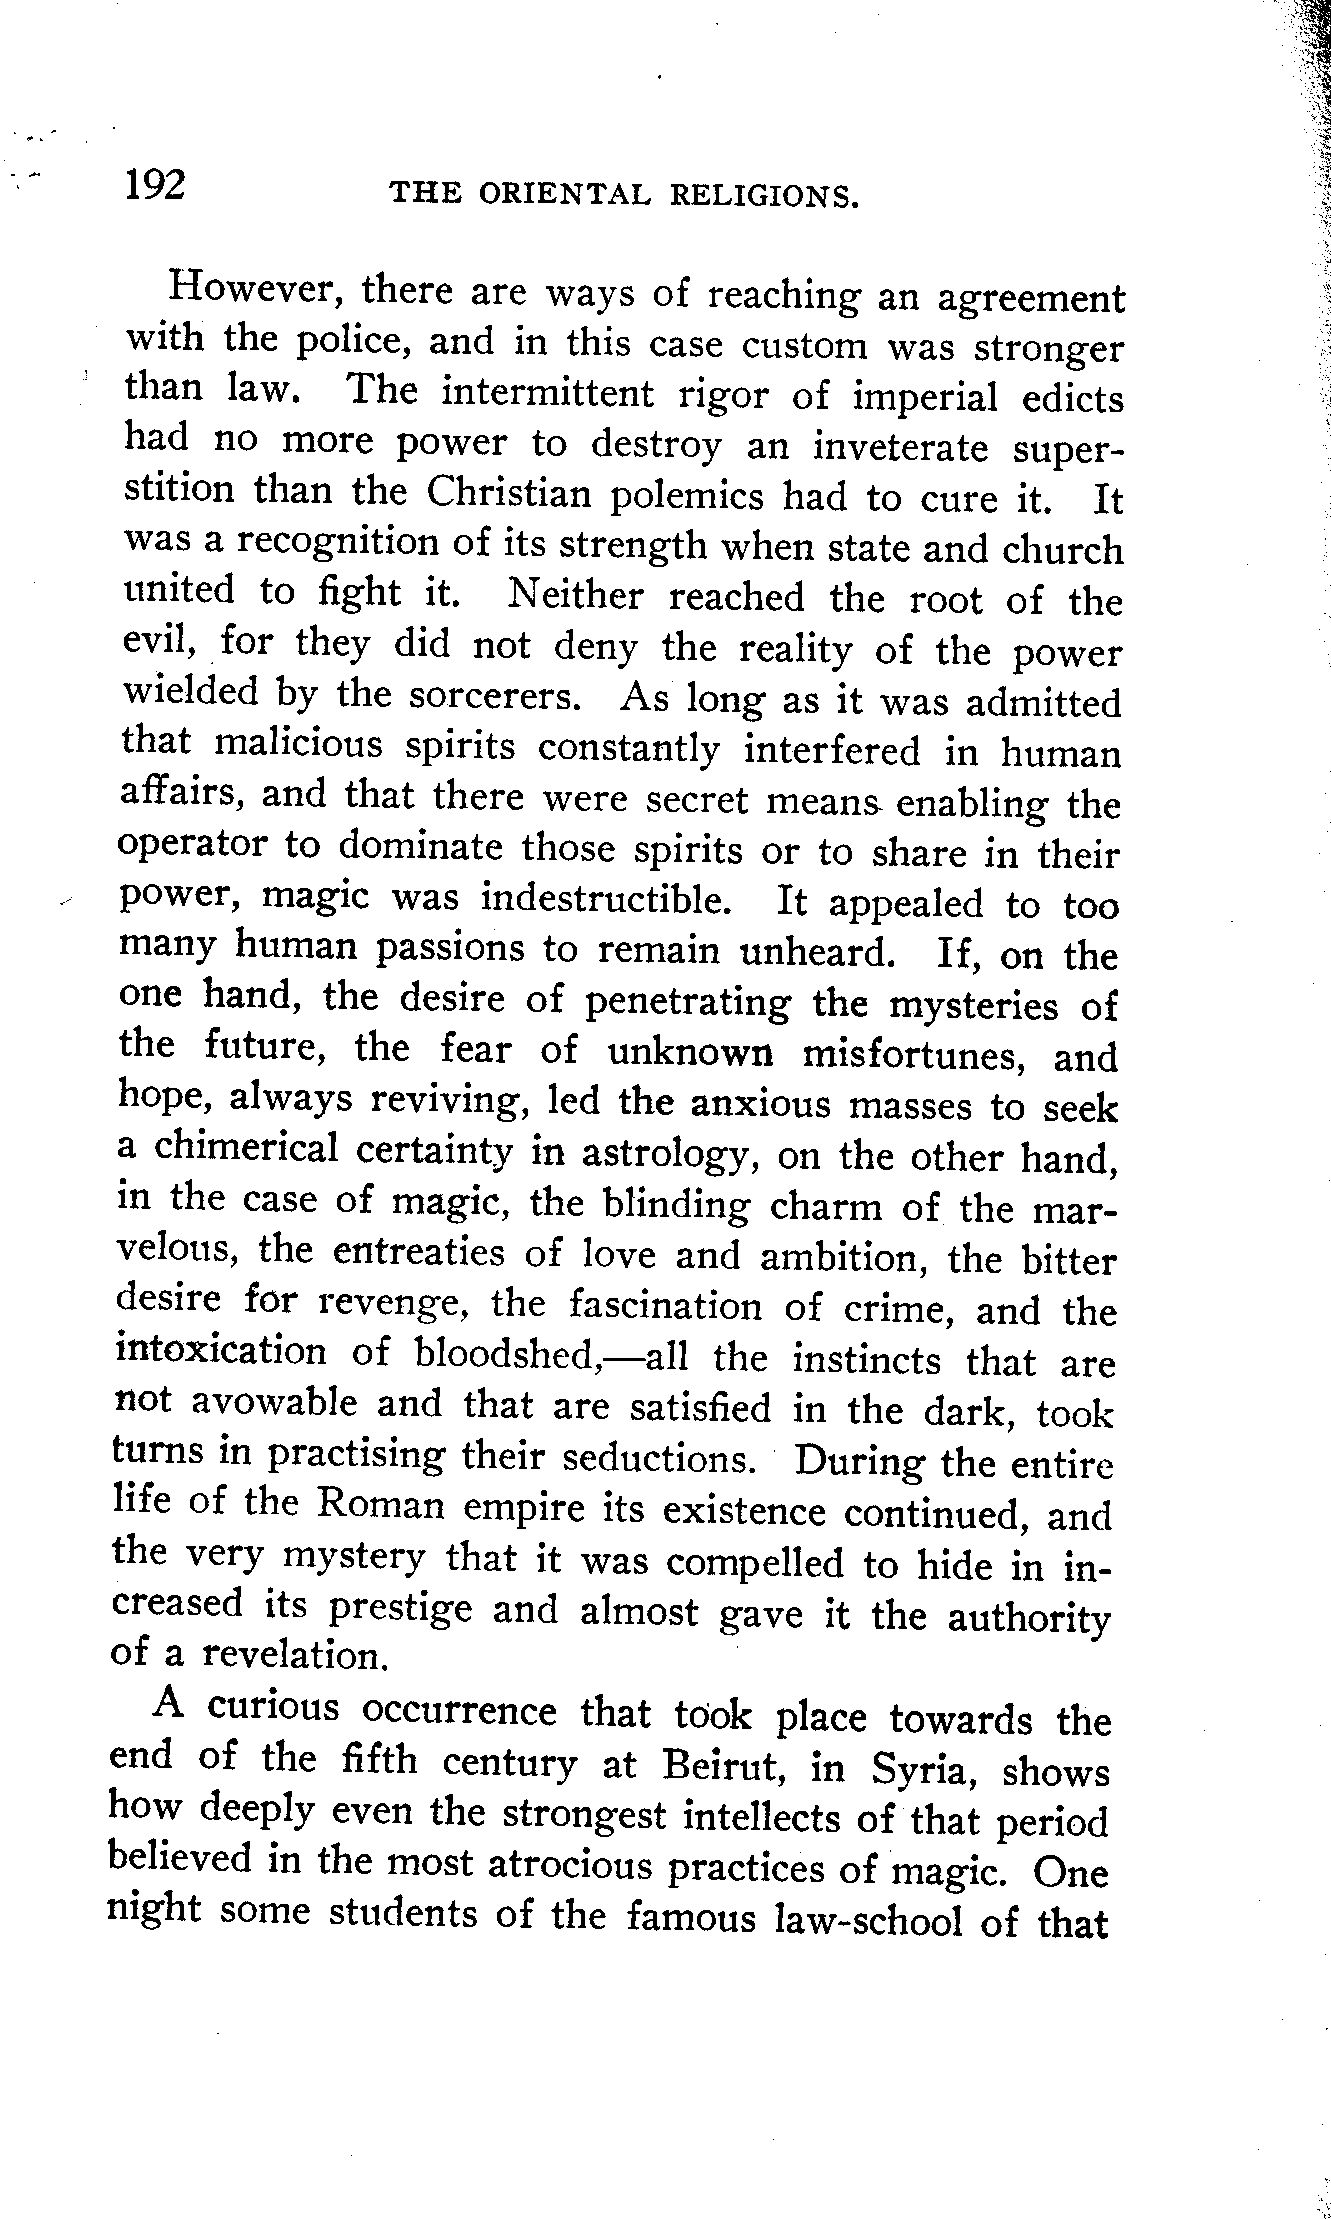 192 THE ORIENTAL RELIGIONS.
However, there are ways of reaching an agreement
with the police, and in this case custom was stronger
than law. The intermittent rigor of imperial edicts
had no more power to destroy an inveterate super-
stition than the Christian polemics had to cure it. It
was a recognition of its strength when state and church
united to fight it. Neither reached the root of the
evil, for they did not deny the reality of the power
wielded by the sorcerers. As long as it was admitted
that malicious spirits constantly interfered in human
affairs, and that there were secret means enabling the
operator to dominate those spirits or to share in their
power, magic was indestructible. It appealed to too
many human passions to remain unheard. If, on the
one hand, the desire of penetrating the mysteries of
the future, the fear of unknown misfortunes, and
hope, always reviving, led the anxious masses to seek
a chimerical certainty in astrology, on the other hand,
in the case of magic, the blinding charm of the mar-
velous, the entreaties of love and ambition, the bitter
desire for revenge, the fascination of crime, and the
intoxication of bloodshed,—all the instincts that are
not avowable and that are satisfied in the dark, took
turns in practising their seductions. During the entire
life of the Roman empire its existence continued, and
the very mystery that it was compelled to hide in in-
creased its prestige and almost gave it the authority
of a revelation.
A curious occurrence that took place towards the
end of the fifth century at Beirut, in Syria, shows
how deeply even the strongest intellects of that period
believed in the most atrocious practices of magic. One
night some students of the famous law-school of that